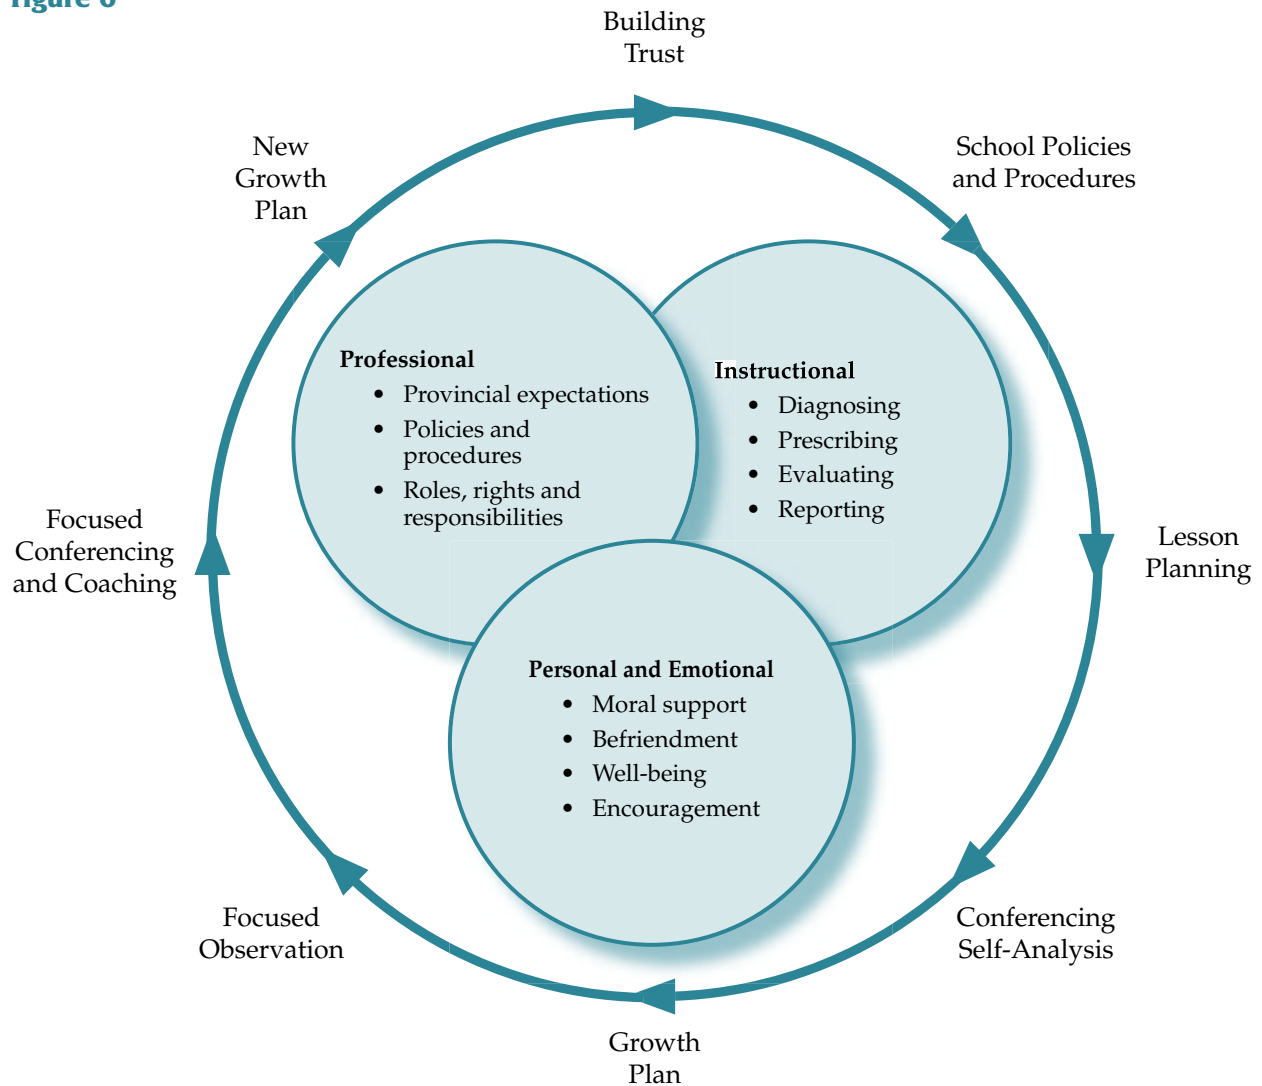 figure 6
Building
Trust
New
Growth
Plan
School Policies
and Procedures
Professional
• Provincial expectations
• Policies and
procedures
• Roles, rights and
responsibilities
Instructional
• Diagnosing
• Prescribing
• Evaluating
• Reporting
Focused
Conferencing
and Coaching
Lesson
Planning
Personal and Emotional
• Moral support
• Befriendment
• Well-being
• Encouragement
Focused
Observation
Conferencing
Self-Analysis
Growth
Plan